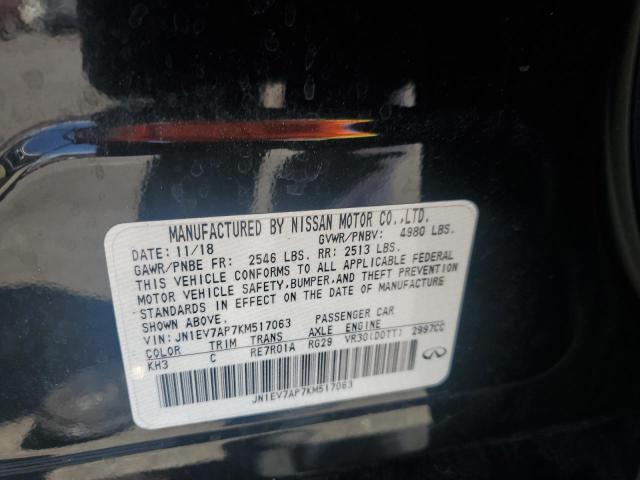 MANUFACTURED BY NISSAN MOTOR CO.,LTD.
DATE: 11/18 GVWR/PNBV: 4980 LBS.
GAWR/PNBE FR: 2546 LBS. RR: 2513 LBS.
THIS VEHICLE CONFORMS TO ALL APPLICABLE FEDERAL
MOTOR VEHICLE SAFETY,BUMPER,AND THEFT PREVENTION
STANDARDS IN EFFECT ON THE DATE OF MANUFACTURE
SHOWN ABOVE.
VIN: JN1EV7AP7KM517063 PASSENGER CAR
COLOR TRIM TRANS AXLE ENGINE
KH3 C RE7R01A RG29 VR30(DDTT) 2997CC
JN1EV7AP7KM517063